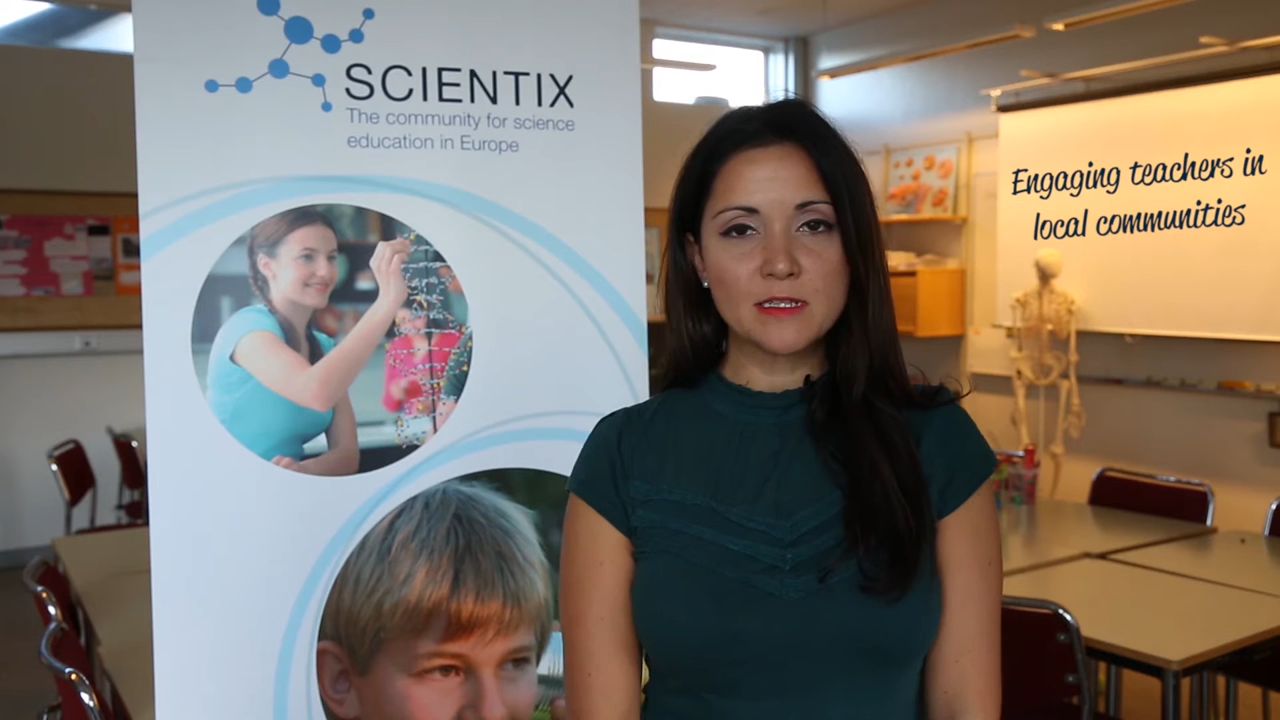 SCIENTIX
The community for science
education in Europe
Engaging teachers in
local communities